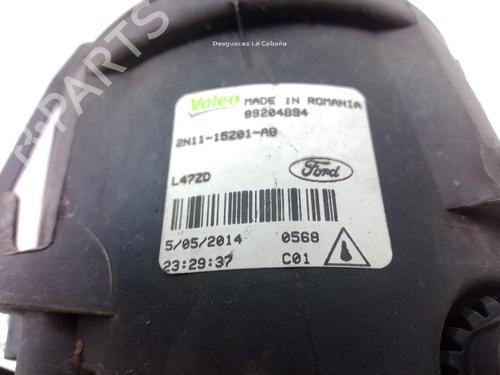 Desguaces La Cabaña
Valeo MADE IN ROMANIA
89204894
2N11-15201-AB
L47ZD
Ford
5/05/2014 0568
23:29:37 C01